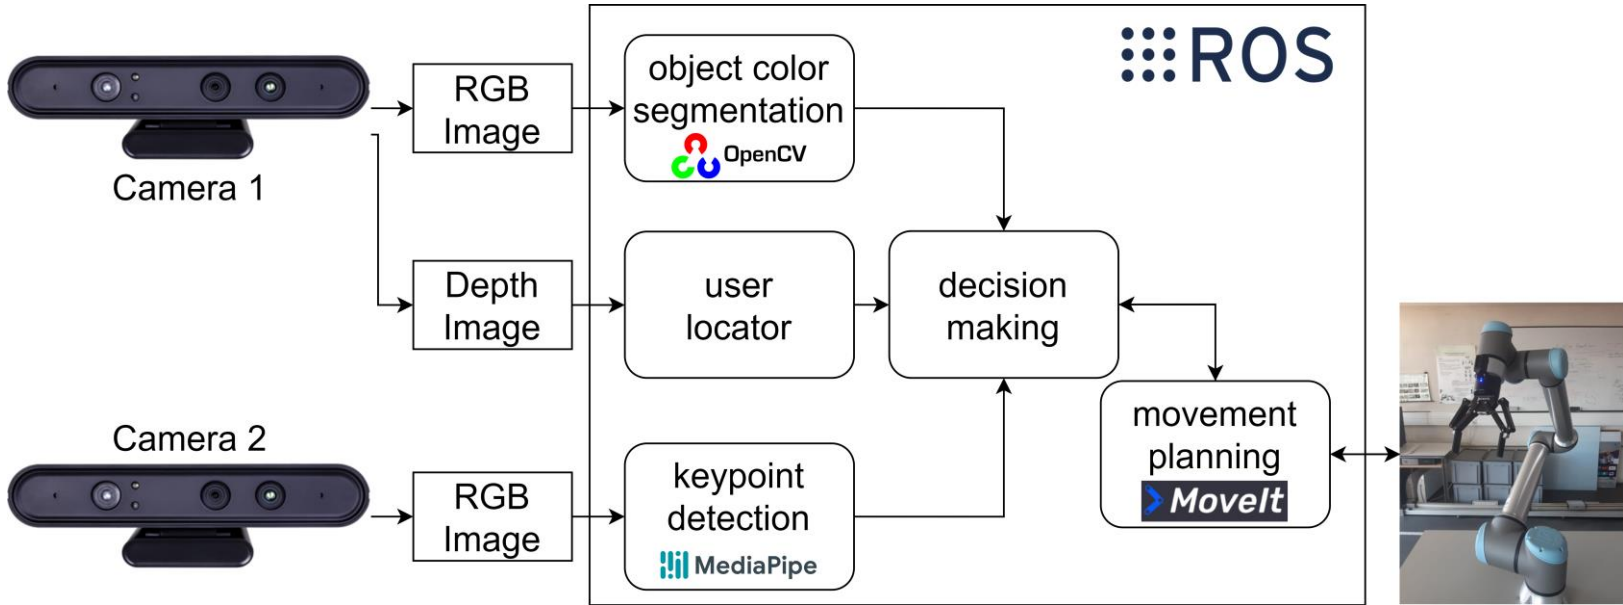 Camera 1
RGB
Image
object color
segmentation
OpenCV
ROS
Depth
Image
user
locator
decision
making
Camera 2
RGB
Image
keypoint
detection
MediaPipe
movement
planning
MoveIt